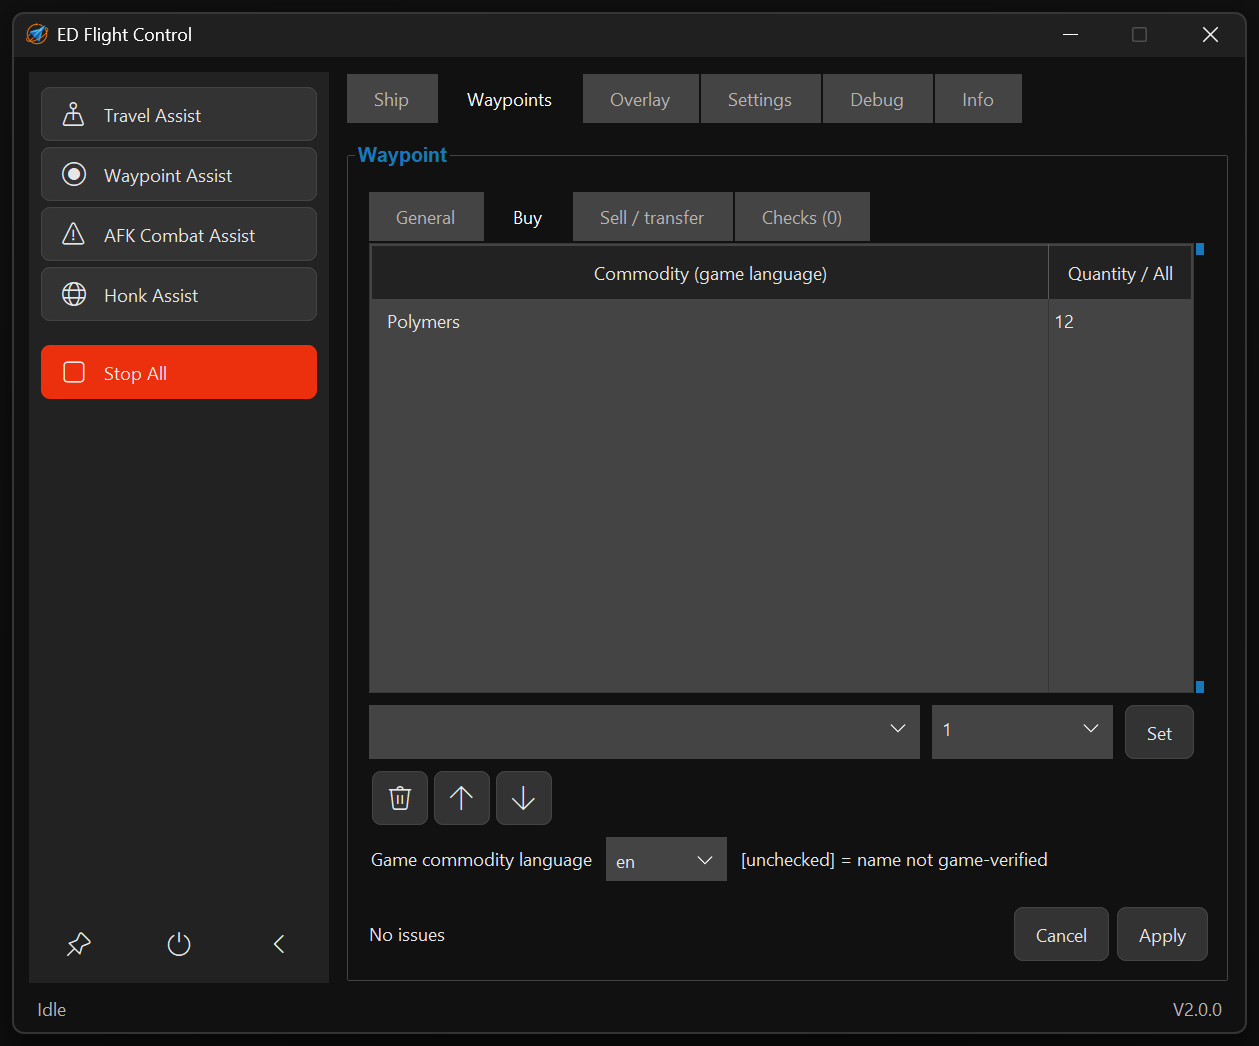 ED Flight Control
Travel Assist
Waypoint Assist
AFK Combat Assist
Honk Assist
Stop All
Ship
Waypoints
Overlay
Settings
Debug
Info
Waypoint
General
Buy
Sell / transfer
Checks (0)
Commodity (game language)
Quantity / All
Polymers
12
1
Set
Game commodity language
en
[unchecked] = name not game-verified
No issues
Cancel
Apply
Idle
V2.0.0